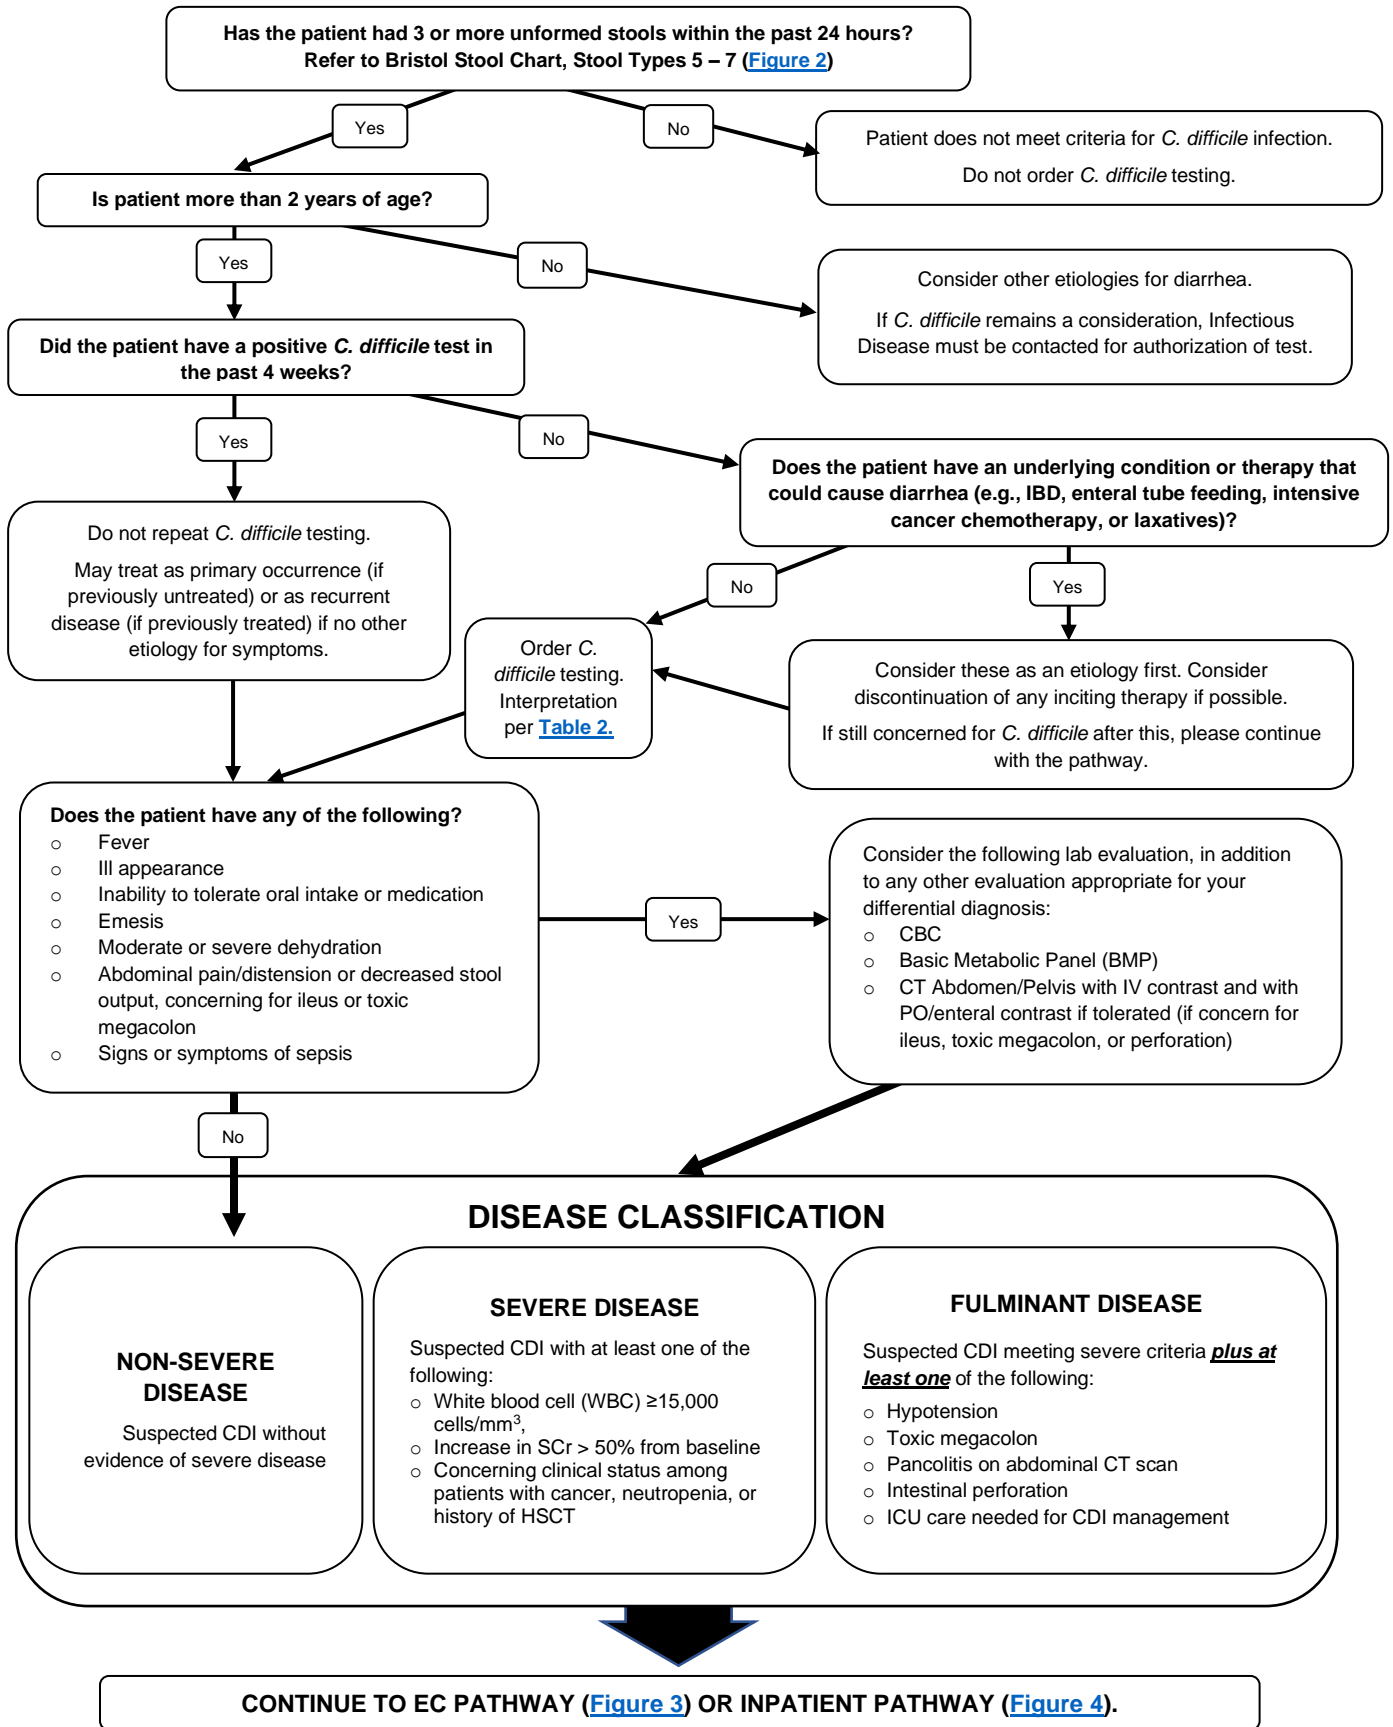 Has the patient had 3 or more unformed stools within the past 24 hours?
Refer to Bristol Stool Chart, Stool Types 5 – 7 (Figure 2)
Yes
No
Patient does not meet criteria for C. difficile infection.
Do not order C. difficile testing.
Is patient more than 2 years of age?
Yes
No
Consider other etiologies for diarrhea.
If C. difficile remains a consideration, Infectious
Disease must be contacted for authorization of test.
Did the patient have a positive C. difficile test in
the past 4 weeks?
Yes
No
Does the patient have an underlying condition or therapy that
could cause diarrhea (e.g., IBD, enteral tube feeding, intensive
cancer chemotherapy, or laxatives)?
Do not repeat C. difficile testing.
May treat as primary occurrence (if
previously untreated) or as recurrent
disease (if previously treated) if no other
etiology for symptoms.
No
Yes
Order C.
difficile testing.
Interpretation
per Table 2.
Consider these as an etiology first. Consider
discontinuation of any inciting therapy if possible.
If still concerned for C. difficile after this, please continue
with the pathway.
Does the patient have any of the following?
o Fever
o Ill appearance
o Inability to tolerate oral intake or medication
o Emesis
o Moderate or severe dehydration
o Abdominal pain/distension or decreased stool
output, concerning for ileus or toxic
megacolon
o Signs or symptoms of sepsis
Yes
Consider the following lab evaluation, in addition
to any other evaluation appropriate for your
differential diagnosis:
o CBC
o Basic Metabolic Panel (BMP)
o CT Abdomen/Pelvis with IV contrast and with
PO/enteral contrast if tolerated (if concern for
ileus, toxic megacolon, or perforation)
No
DISEASE CLASSIFICATION
NON-SEVERE
DISEASE
Suspected CDI without
evidence of severe disease
SEVERE DISEASE
Suspected CDI with at least one of the
following:
o White blood cell (WBC) ≥15,000
cells/mm³,
o Increase in SCr > 50% from baseline
o Concerning clinical status among
patients with cancer, neutropenia, or
history of HSCT
FULMINANT DISEASE
Suspected CDI meeting severe criteria plus at
least one of the following:
o Hypotension
o Toxic megacolon
o Pancolitis on abdominal CT scan
o Intestinal perforation
o ICU care needed for CDI management
CONTINUE TO EC PATHWAY (Figure 3) OR INPATIENT PATHWAY (Figure 4).